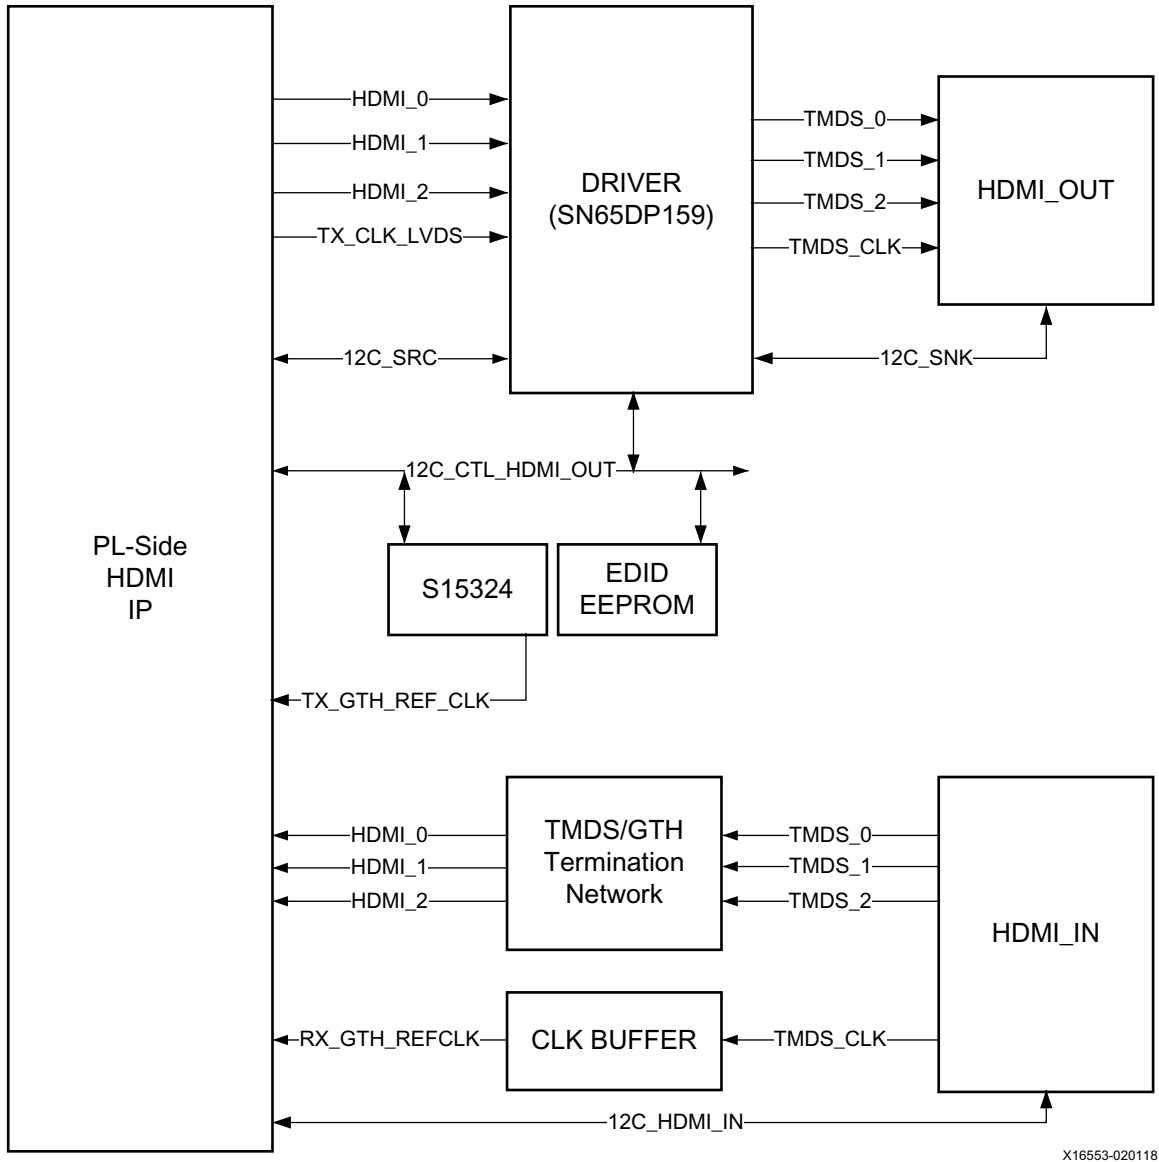 HDMI_0
TMDS_0
HDMI_1
TMDS_1
DRIVER
(SN65DP159)
HDMI_OUT
HDMI_2
TMDS_2
TX_CLK_LVDS
TMDS_CLK
12C_SRC
12C_SNK
12C_CTL_HDMI_OUT
PL-Side
HDMI
IP
S15324
EDID
EEPROM
TX_GTH_REF_CLK
HDMI_0
HDMI_1
HDMI_2
TMDS/GTH
Termination
Network
TMDS_0
TMDS_1
TMDS_2
HDMI_IN
RX_GTH_REFCLK
CLK BUFFER
TMDS_CLK
12C_HDMI_IN
X16553-020118